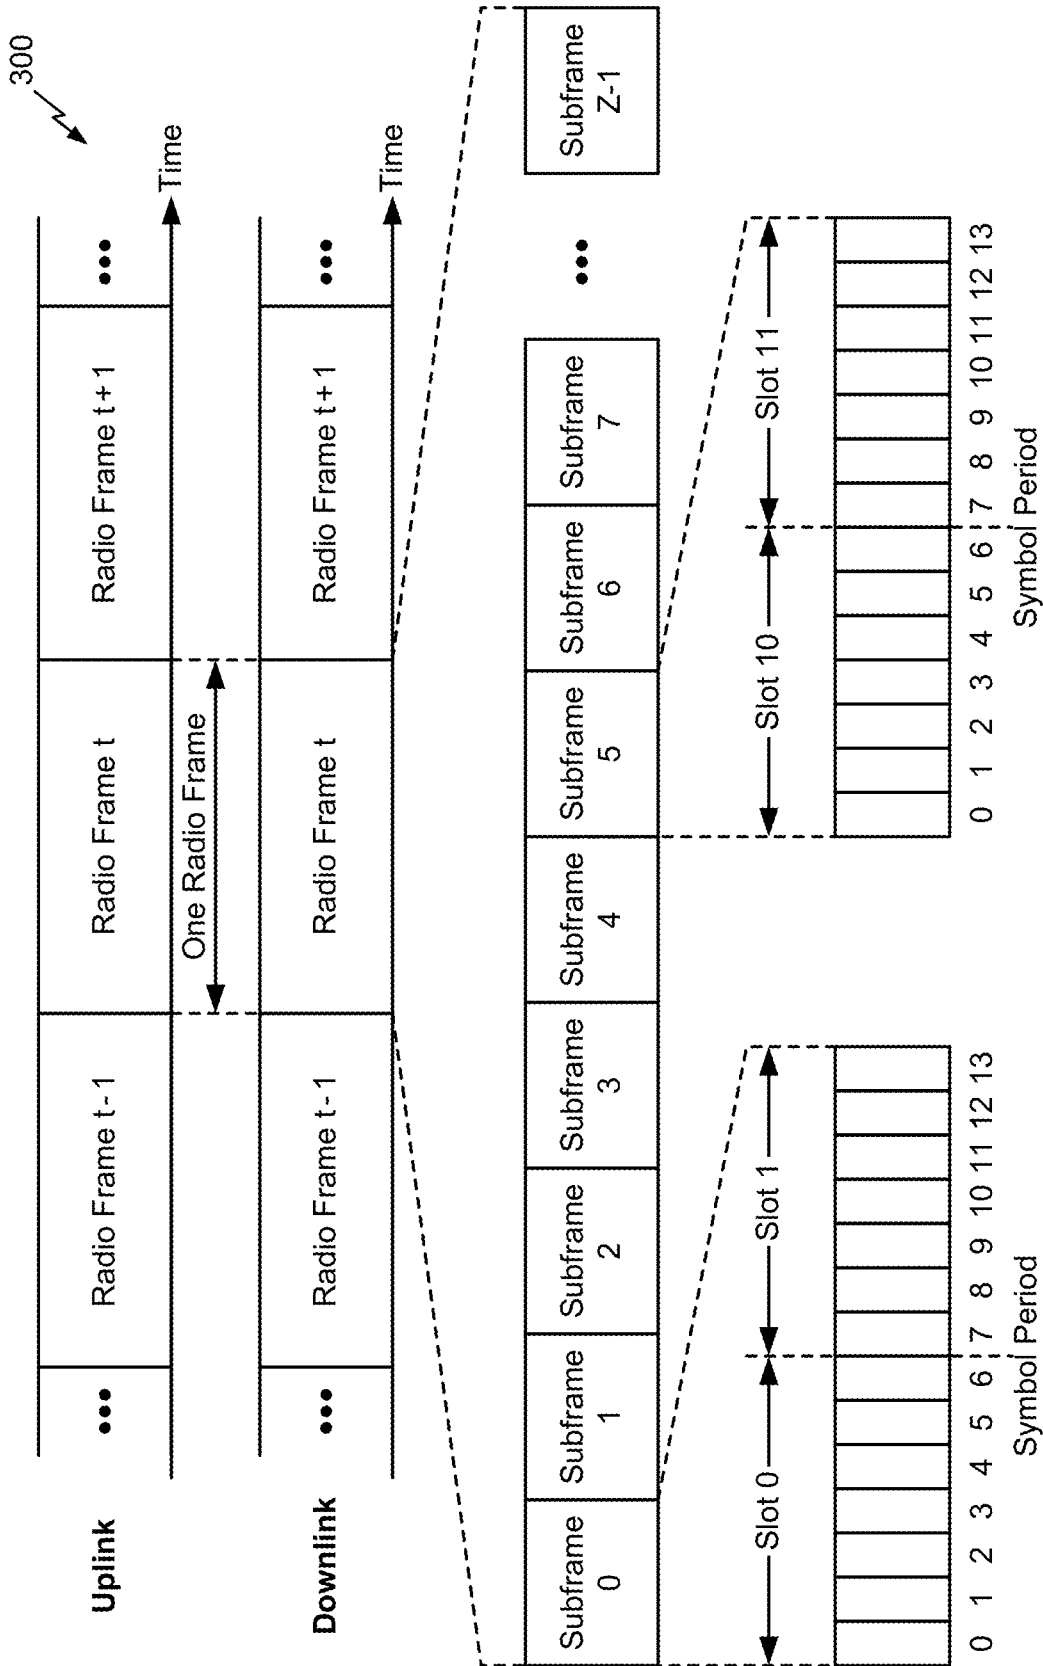 300
Uplink
••• Radio Frame t-1 Radio Frame t Radio Frame t+1 •••
Time
One Radio Frame
Downlink
••• Radio Frame t-1 Radio Frame t Radio Frame t+1 •••
Time
Subframe 0
Subframe 1
Subframe 2
Subframe 3
Subframe 4
Subframe 5
Subframe 6
Subframe 7
•••
Subframe Z-1
Slot 0 Slot 1
0 1 2 3 4 5 6 7 8 9 10 11 12 13
Symbol Period
Slot 10 Slot 11
0 1 2 3 4 5 6 7 8 9 10 11 12 13
Symbol Period